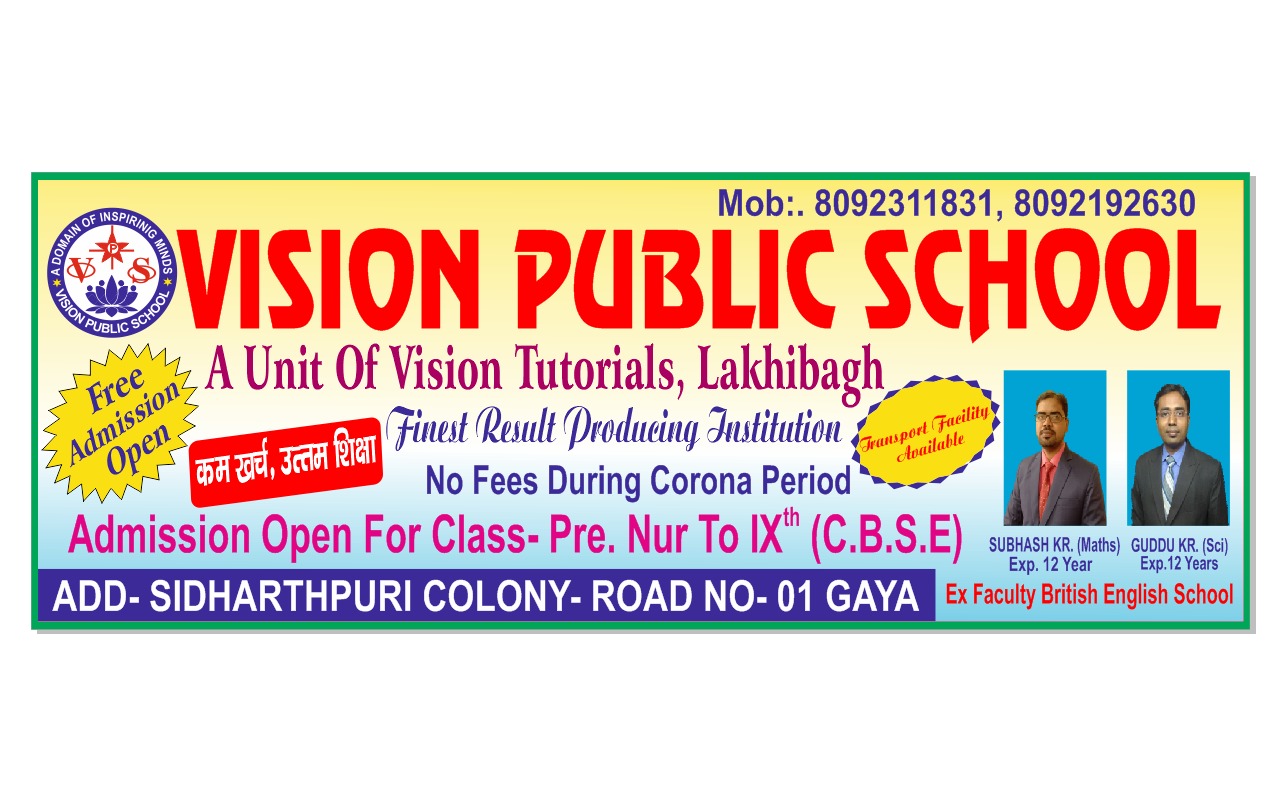 Mob:. 8092311831, 8092192630
A DOMAIN OF INSPIRINIG MINDS
V P S
VISION PUBLIC SCHOOL
VISION PUBLIC SCHOOL
A Unit Of Vision Tutorials, Lakhibagh
Free
Admission
Open
कम खर्च, उत्तम शिक्षा
Finest Result Producing Institution
Transport Facility
Available
No Fees During Corona Period
Admission Open For Class- Pre. Nur To IXth (C.B.S.E)
SUBHASH KR. (Maths)
Exp. 12 Year
GUDDU KR. (Sci)
Exp.12 Years
ADD- SIDHARTHPURI COLONY- ROAD NO- 01 GAYA
Ex Faculty British English School